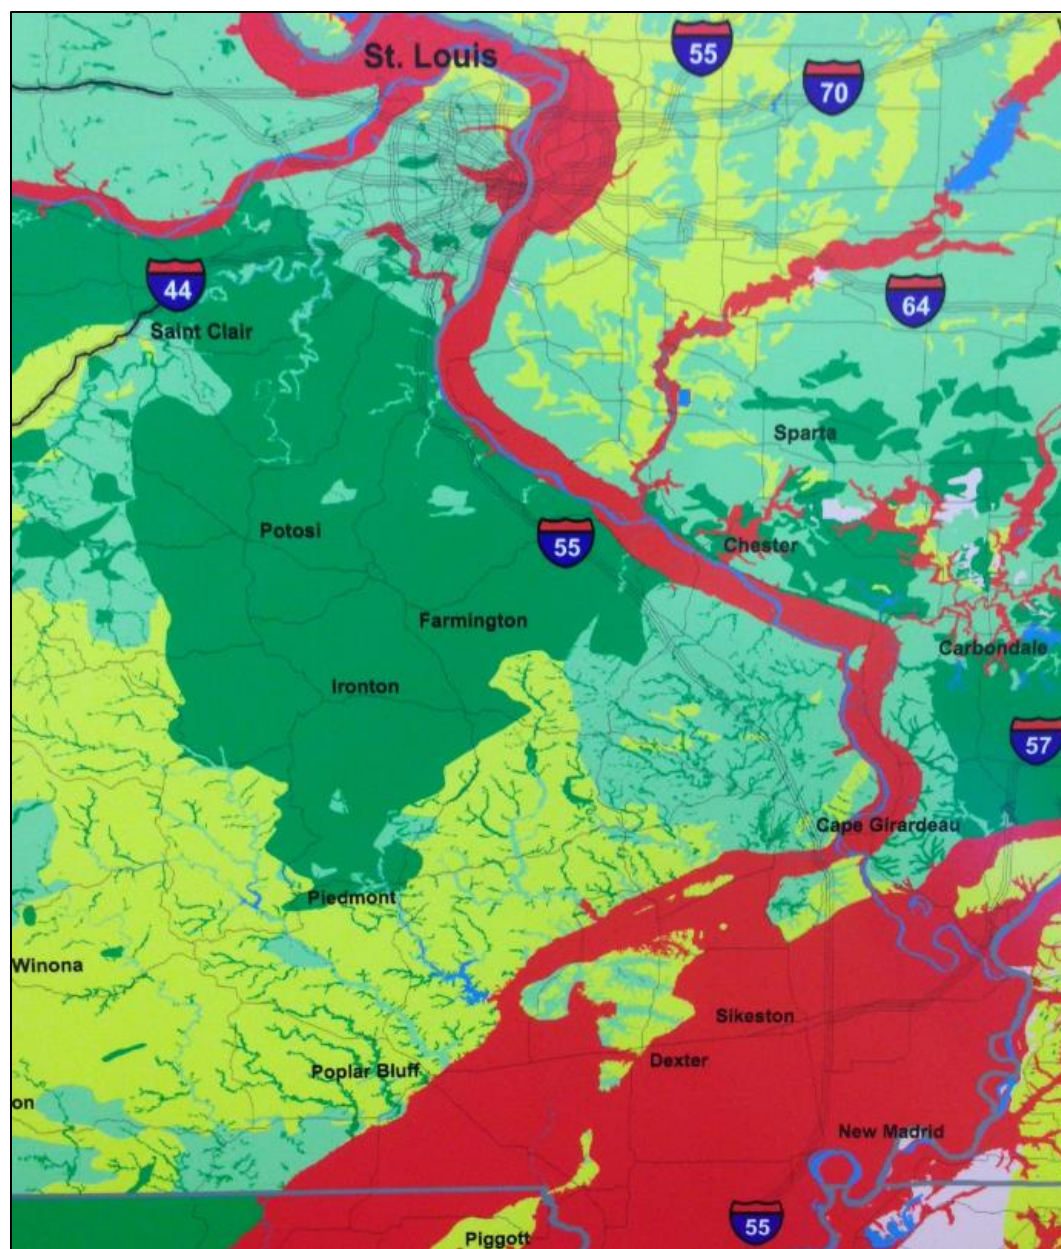 St. Louis
55
70
44
64
Saint Clair
Sparta
Potosi
55
Chester
Farmington
Carbondale
Ironton
57
Cape Girardeau
Piedmont
Winona
Sikeston
Dexter
Poplar Bluff
on
New Madrid
55
Piggott